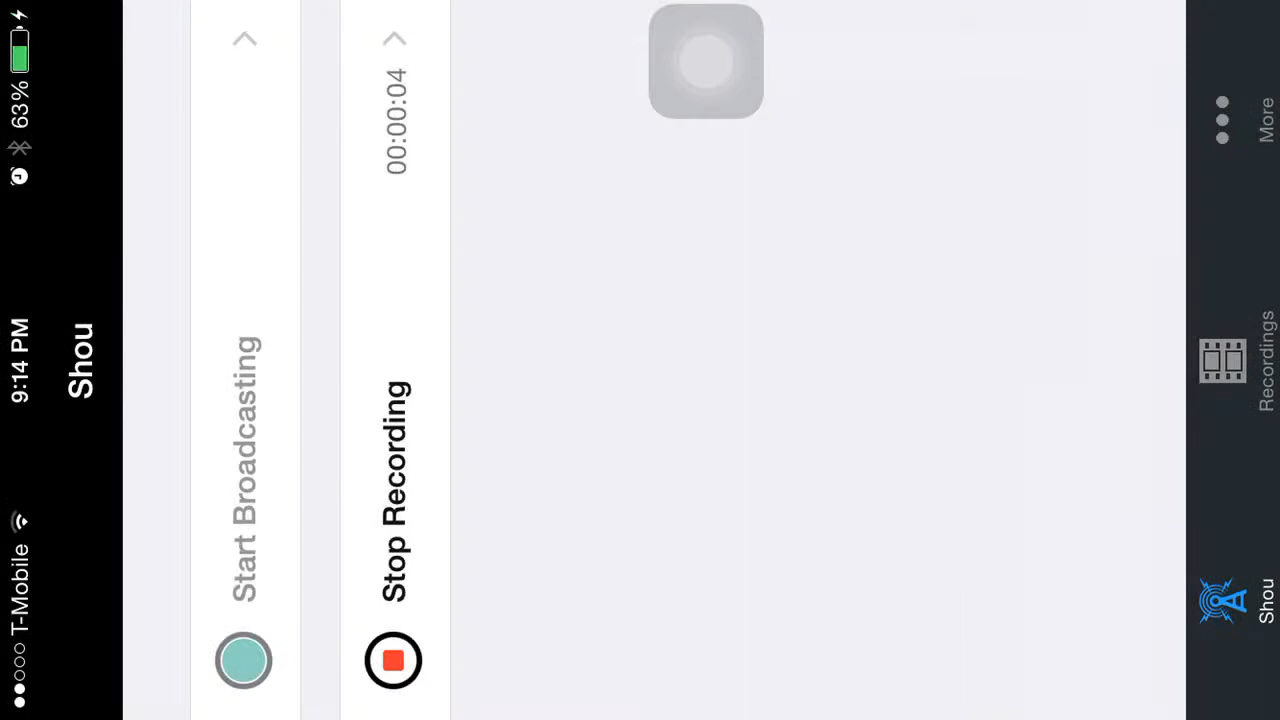 T-Mobile 9:14 PM 63%
Shou
Start Broadcasting
Stop Recording 00:00:04
Shou Recordings More